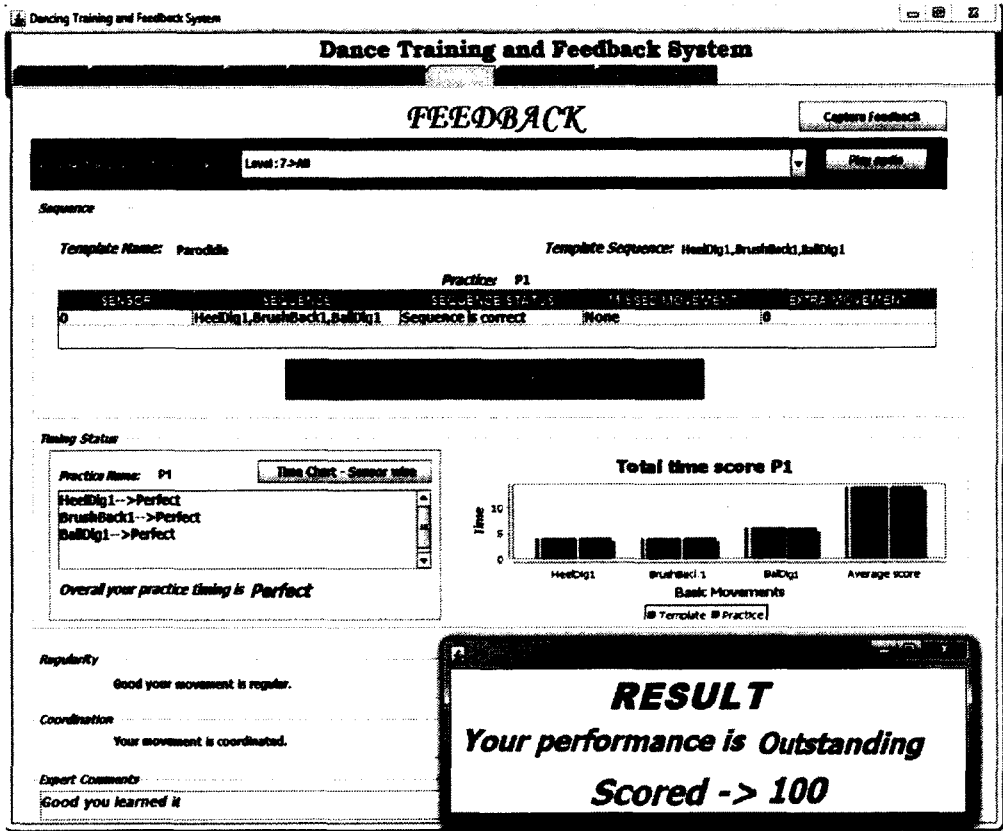 Dancing Training and Feedback System
Dance Training and Feedback System
FEEDBACK
Capture Feedback
Level : 7->All
Play audio
Sequence
Template Name: Parodidle
Template Sequence: HeelDig1,BrushBack1,BallDig1
Practice: P1
SENSOR SEQUENCE SEQUENCE STATUS MISSED MOVEMENT EXTRA MOVEMENT
0 HeelDig1,BrushBack1,BallDig1 Sequence is correct None 0
Timing Status
Practice Name: P1
Time Chart - Sensor wise
HeelDig1-->Perfect
BrushBack1-->Perfect
BallDig1-->Perfect
Overall your practice timing is Perfect
Total time score P1
Time
10
5
0
HeelDig1 BrushBack1 BallDig1 Average score
Basic Movements
Template Practice
Regularity
Good your movement is regular.
Coordination
Your movement is coordinated.
Expert Comments
Good you learned it
RESULT
Your performance is Outstanding
Scored -> 100